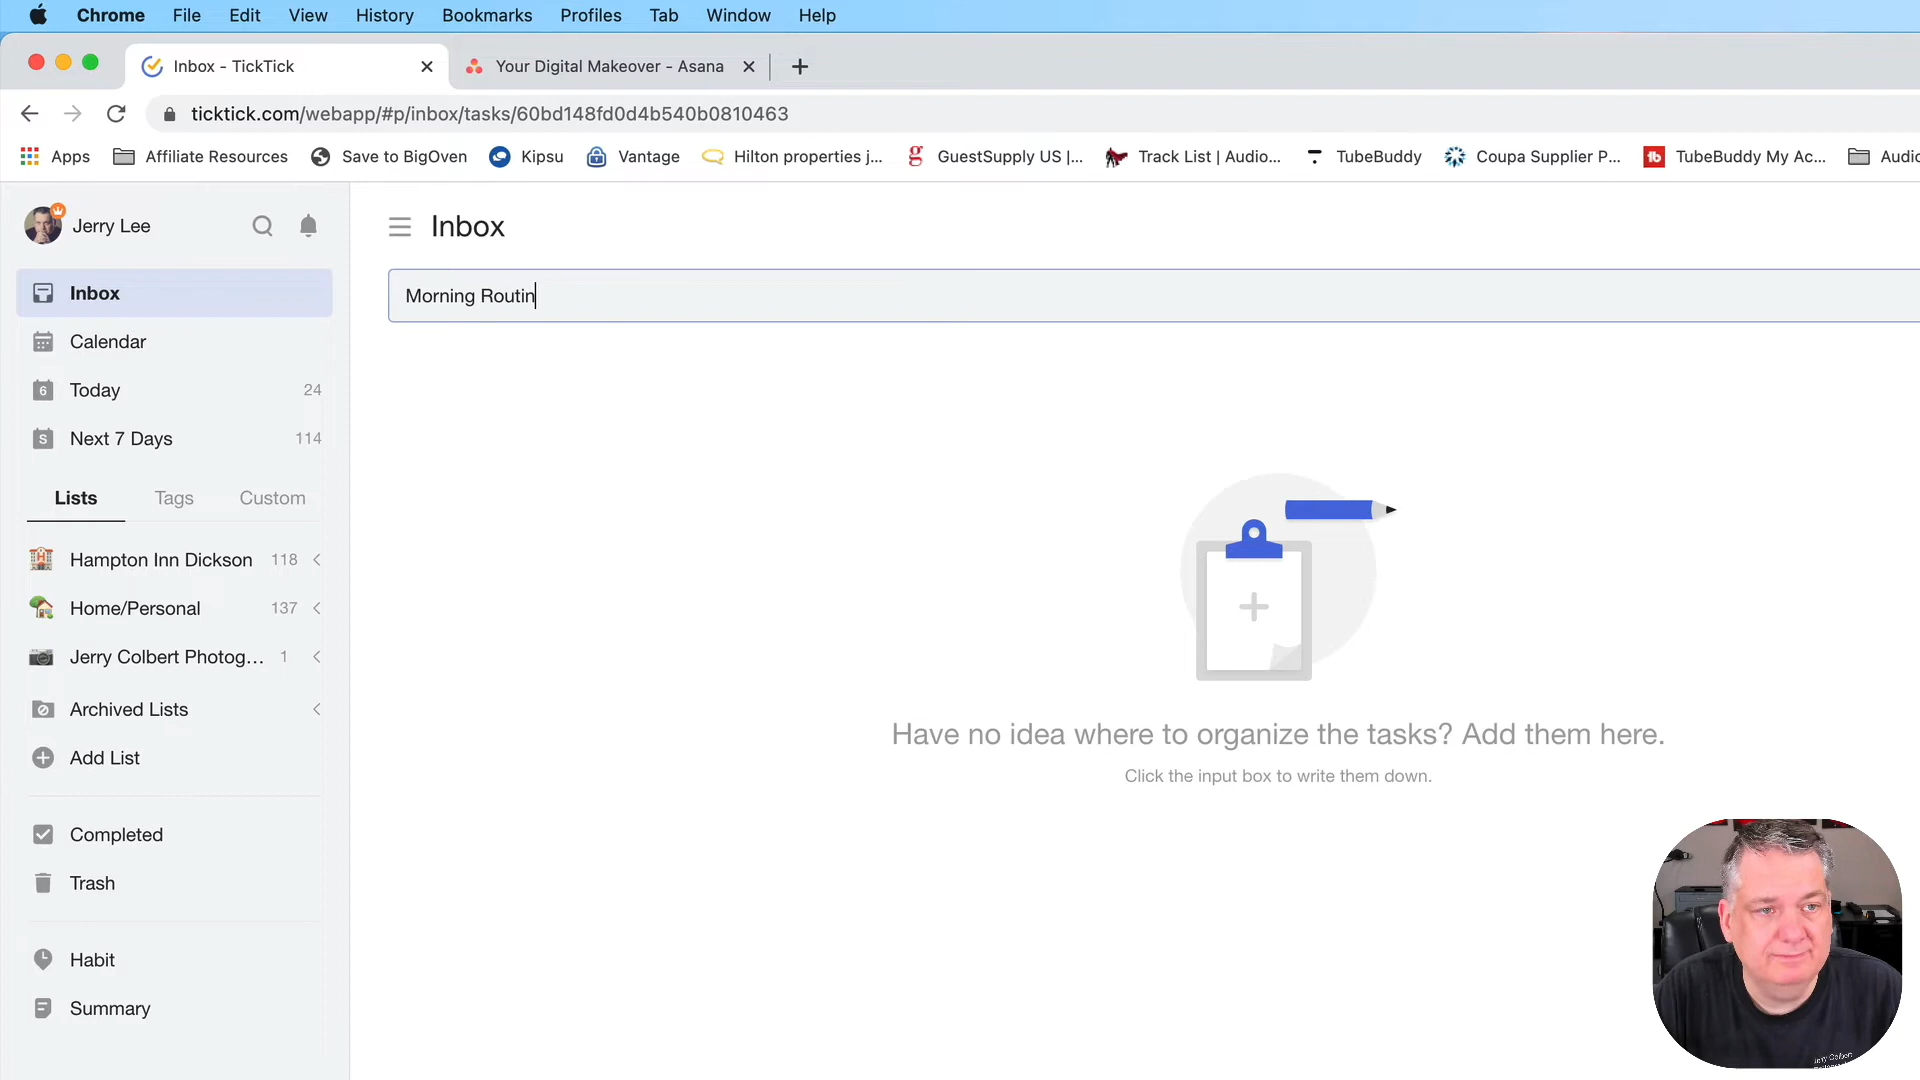 Chrome File Edit View History Bookmarks Profiles Tab Window Help
Inbox - TickTick
Your Digital Makeover - Asana
ticktick.com/webapp/#p/inbox/tasks/60bd148fd0d4b540b0810463
Apps Affiliate Resources Save to BigOven Kipsu Vantage Hilton properties j... GuestSupply US |... Track List | Audio... TubeBuddy Coupa Supplier P... TubeBuddy My Ac... Audio
Jerry Lee
Inbox
Calendar
6 Today 24
S Next 7 Days 114
Lists Tags Custom
Hampton Inn Dickson 118
Home/Personal 137
Jerry Colbert Photog... 1
Archived Lists
Add List
Completed
Trash
Habit
Summary
Inbox
Morning Routin
Have no idea where to organize the tasks? Add them here.
Click the input box to write them down.
Jerry Colbert